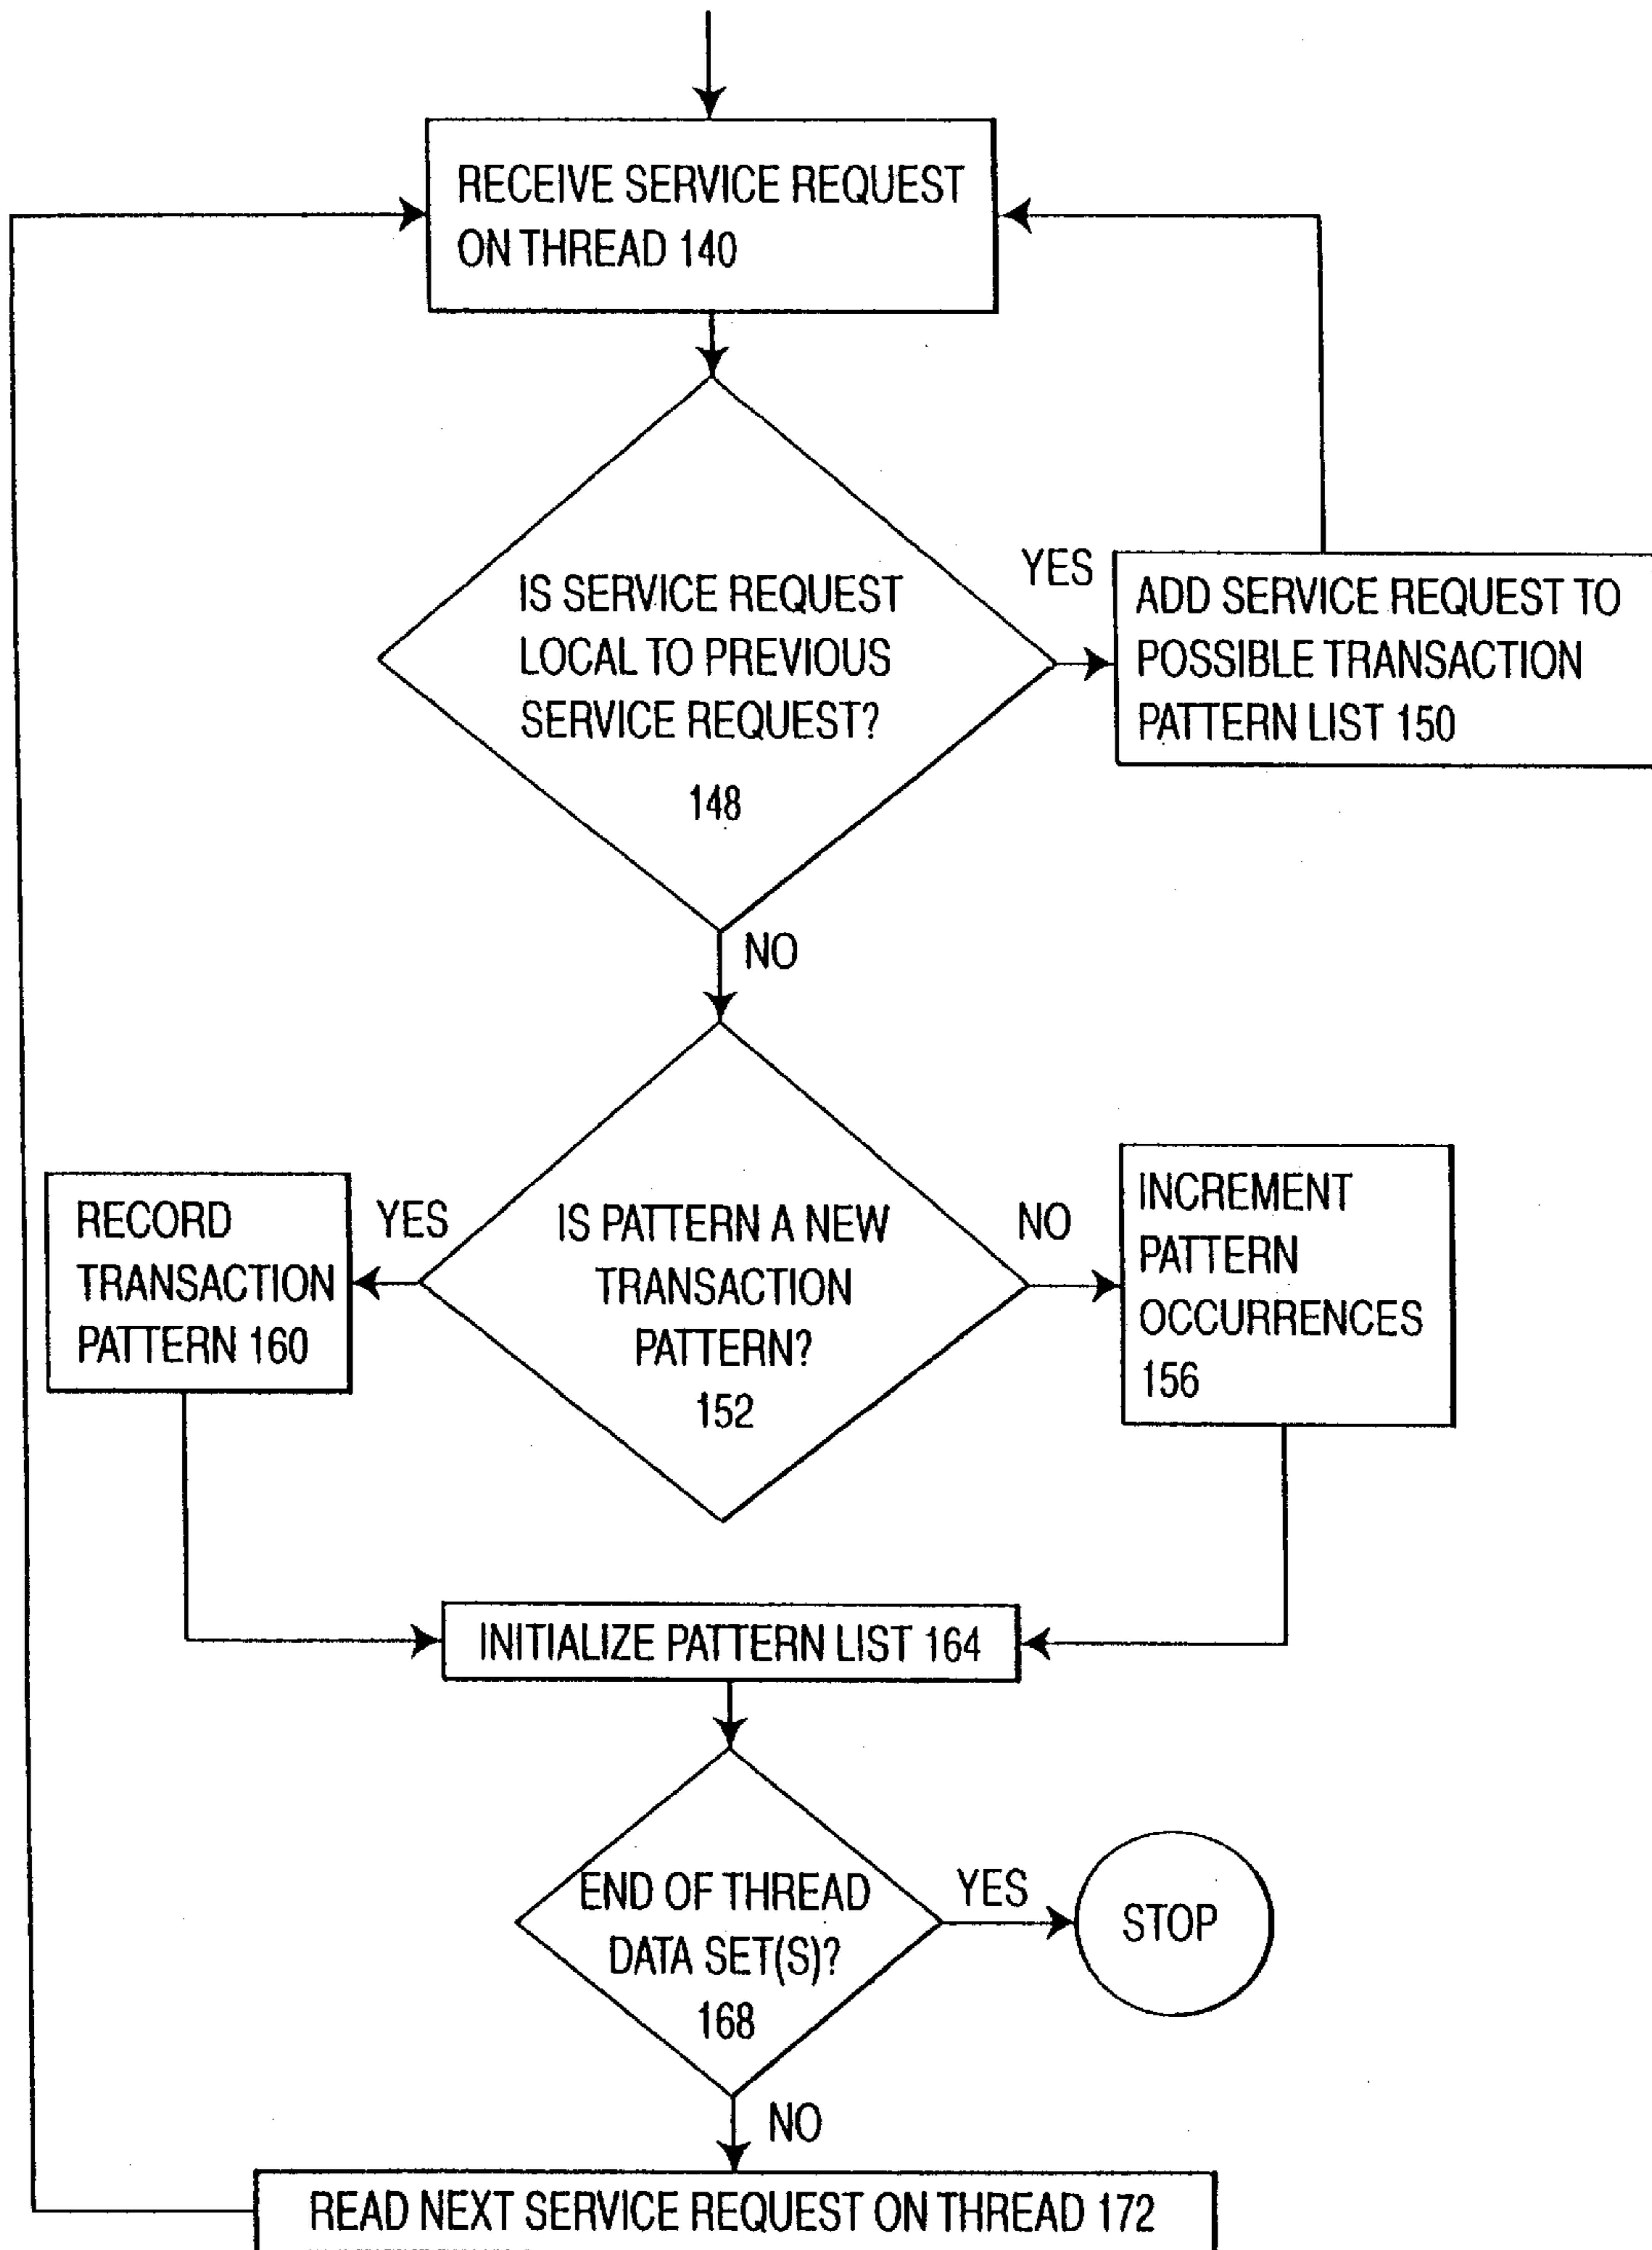 RECEIVE SERVICE REQUEST
ON THREAD 140
IS SERVICE REQUEST
LOCAL TO PREVIOUS
SERVICE REQUEST?
148
YES
ADD SERVICE REQUEST TO
POSSIBLE TRANSACTION
PATTERN LIST 150
NO
IS PATTERN A NEW
TRANSACTION
PATTERN?
152
YES
RECORD
TRANSACTION
PATTERN 160
NO
INCREMENT
PATTERN
OCCURRENCES
156
INITIALIZE PATTERN LIST 164
END OF THREAD
DATA SET(S)?
168
YES
STOP
NO
READ NEXT SERVICE REQUEST ON THREAD 172